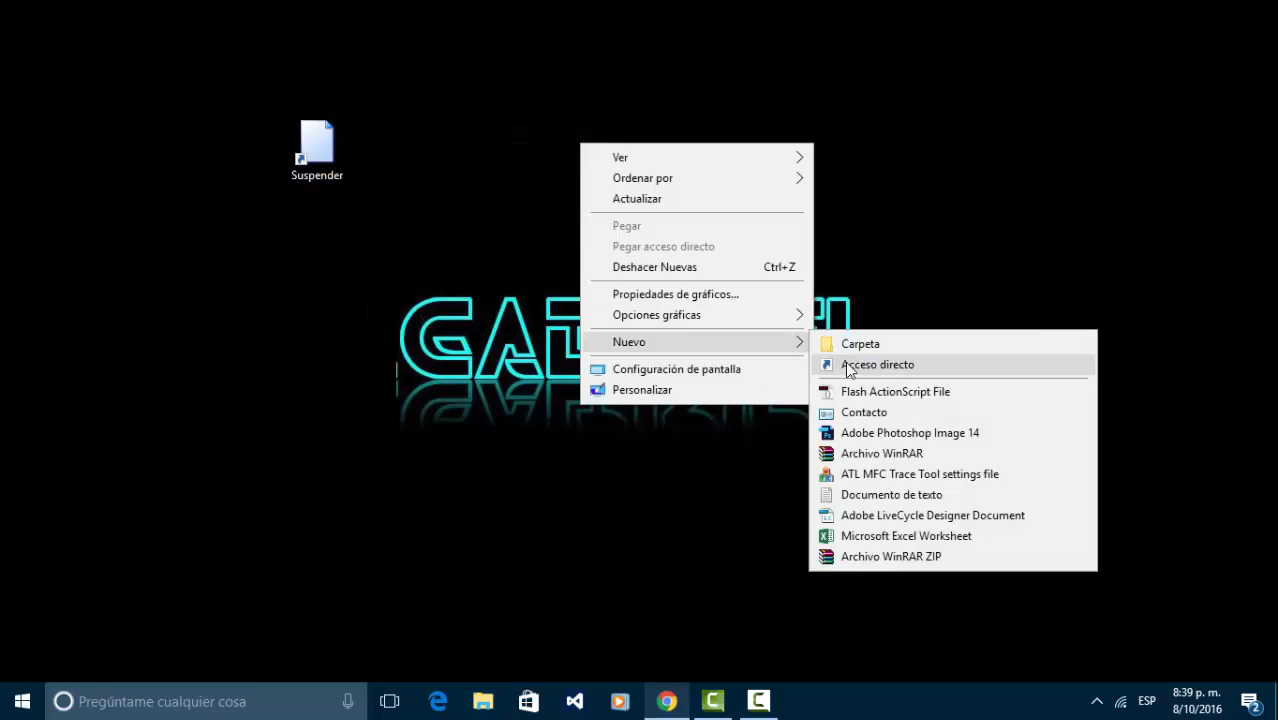 Suspender
Ver
Ordenar por
Actualizar
Pegar
Pegar acceso directo
Deshacer Nuevas Ctrl+Z
Propiedades de gráficos...
Opciones gráficas
Nuevo
Configuración de pantalla
Personalizar
Carpeta
Acceso directo
Flash ActionScript File
Contacto
Adobe Photoshop Image 14
Archivo WinRAR
ATL MFC Trace Tool settings file
Documento de texto
Adobe LiveCycle Designer Document
Microsoft Excel Worksheet
Archivo WinRAR ZIP
Pregúntame cualquier cosa
ESP
8:39 p. m.
8/10/2016
2